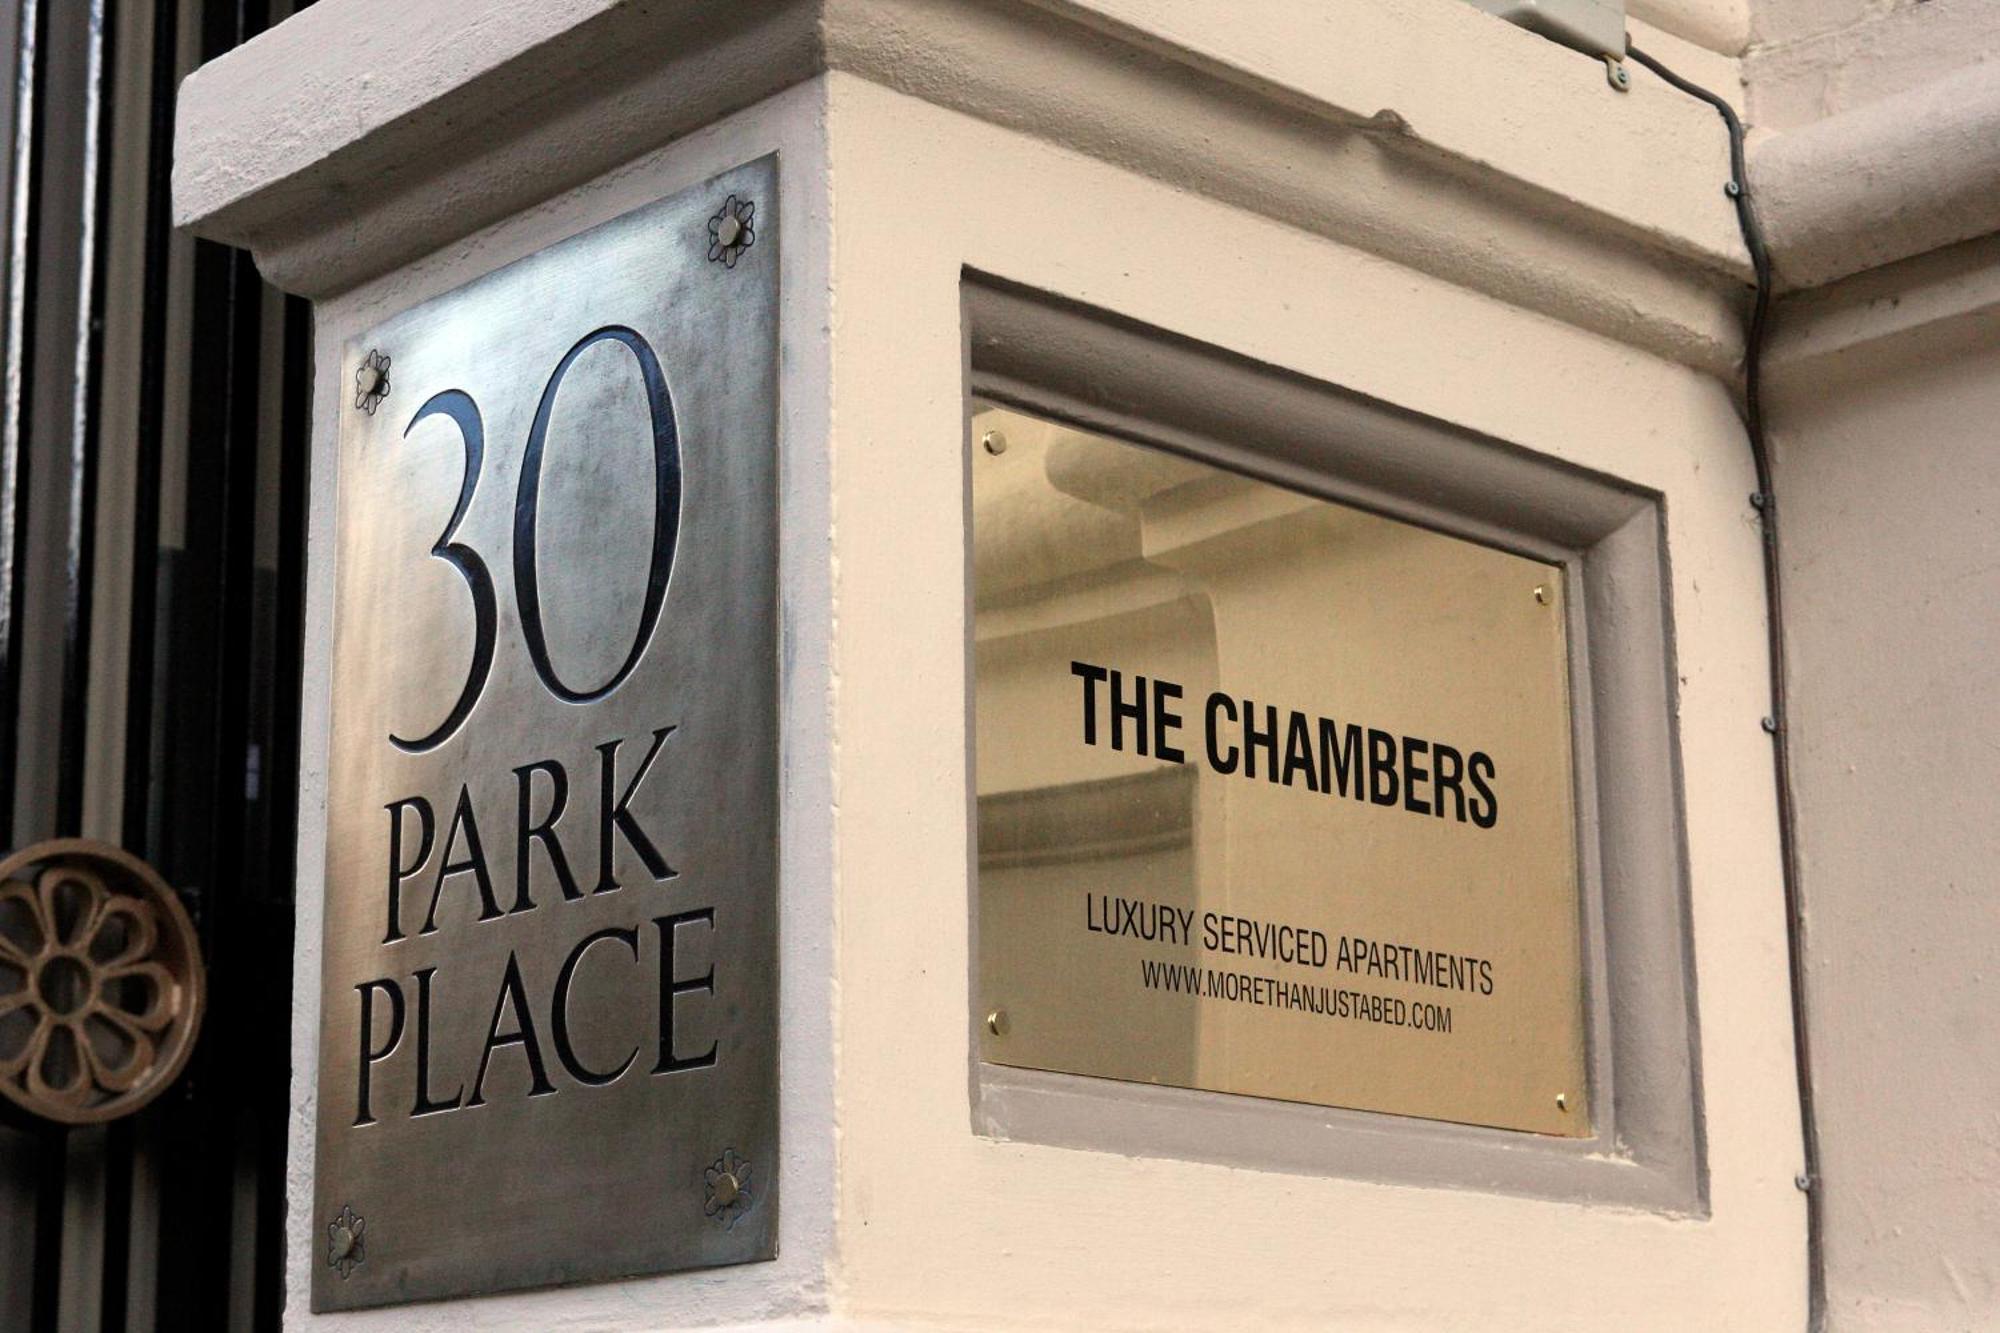 30
PARK
PLACE
THE CHAMBERS
LUXURY SERVICED APARTMENTS
WWW.MORETHANJUSTABED.COM